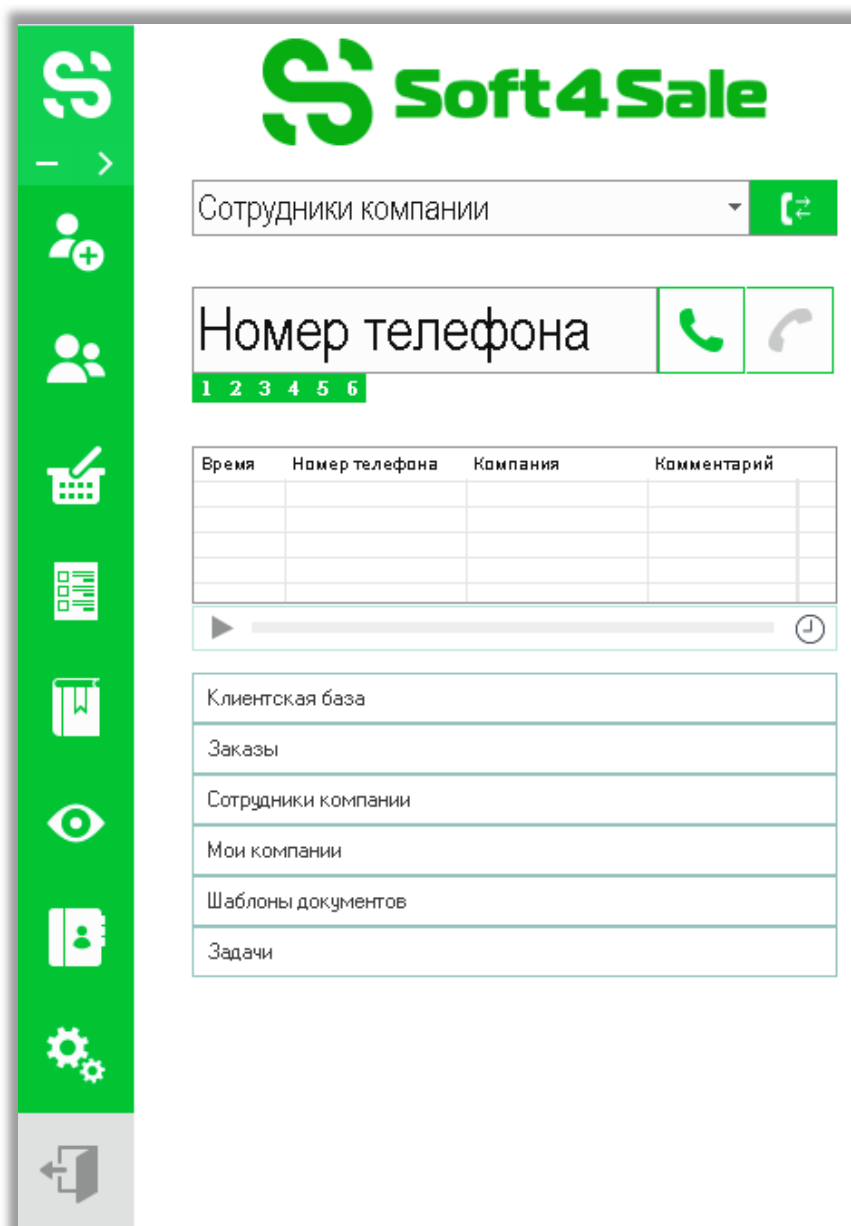 Soft4Sale
Сотрудники компании
Номер телефона
1 2 3 4 5 6
Время Номер телефона Компания Комментарий
Клиентская база
Заказы
Сотрудники компании
Мои компании
Шаблоны документов
Задачи